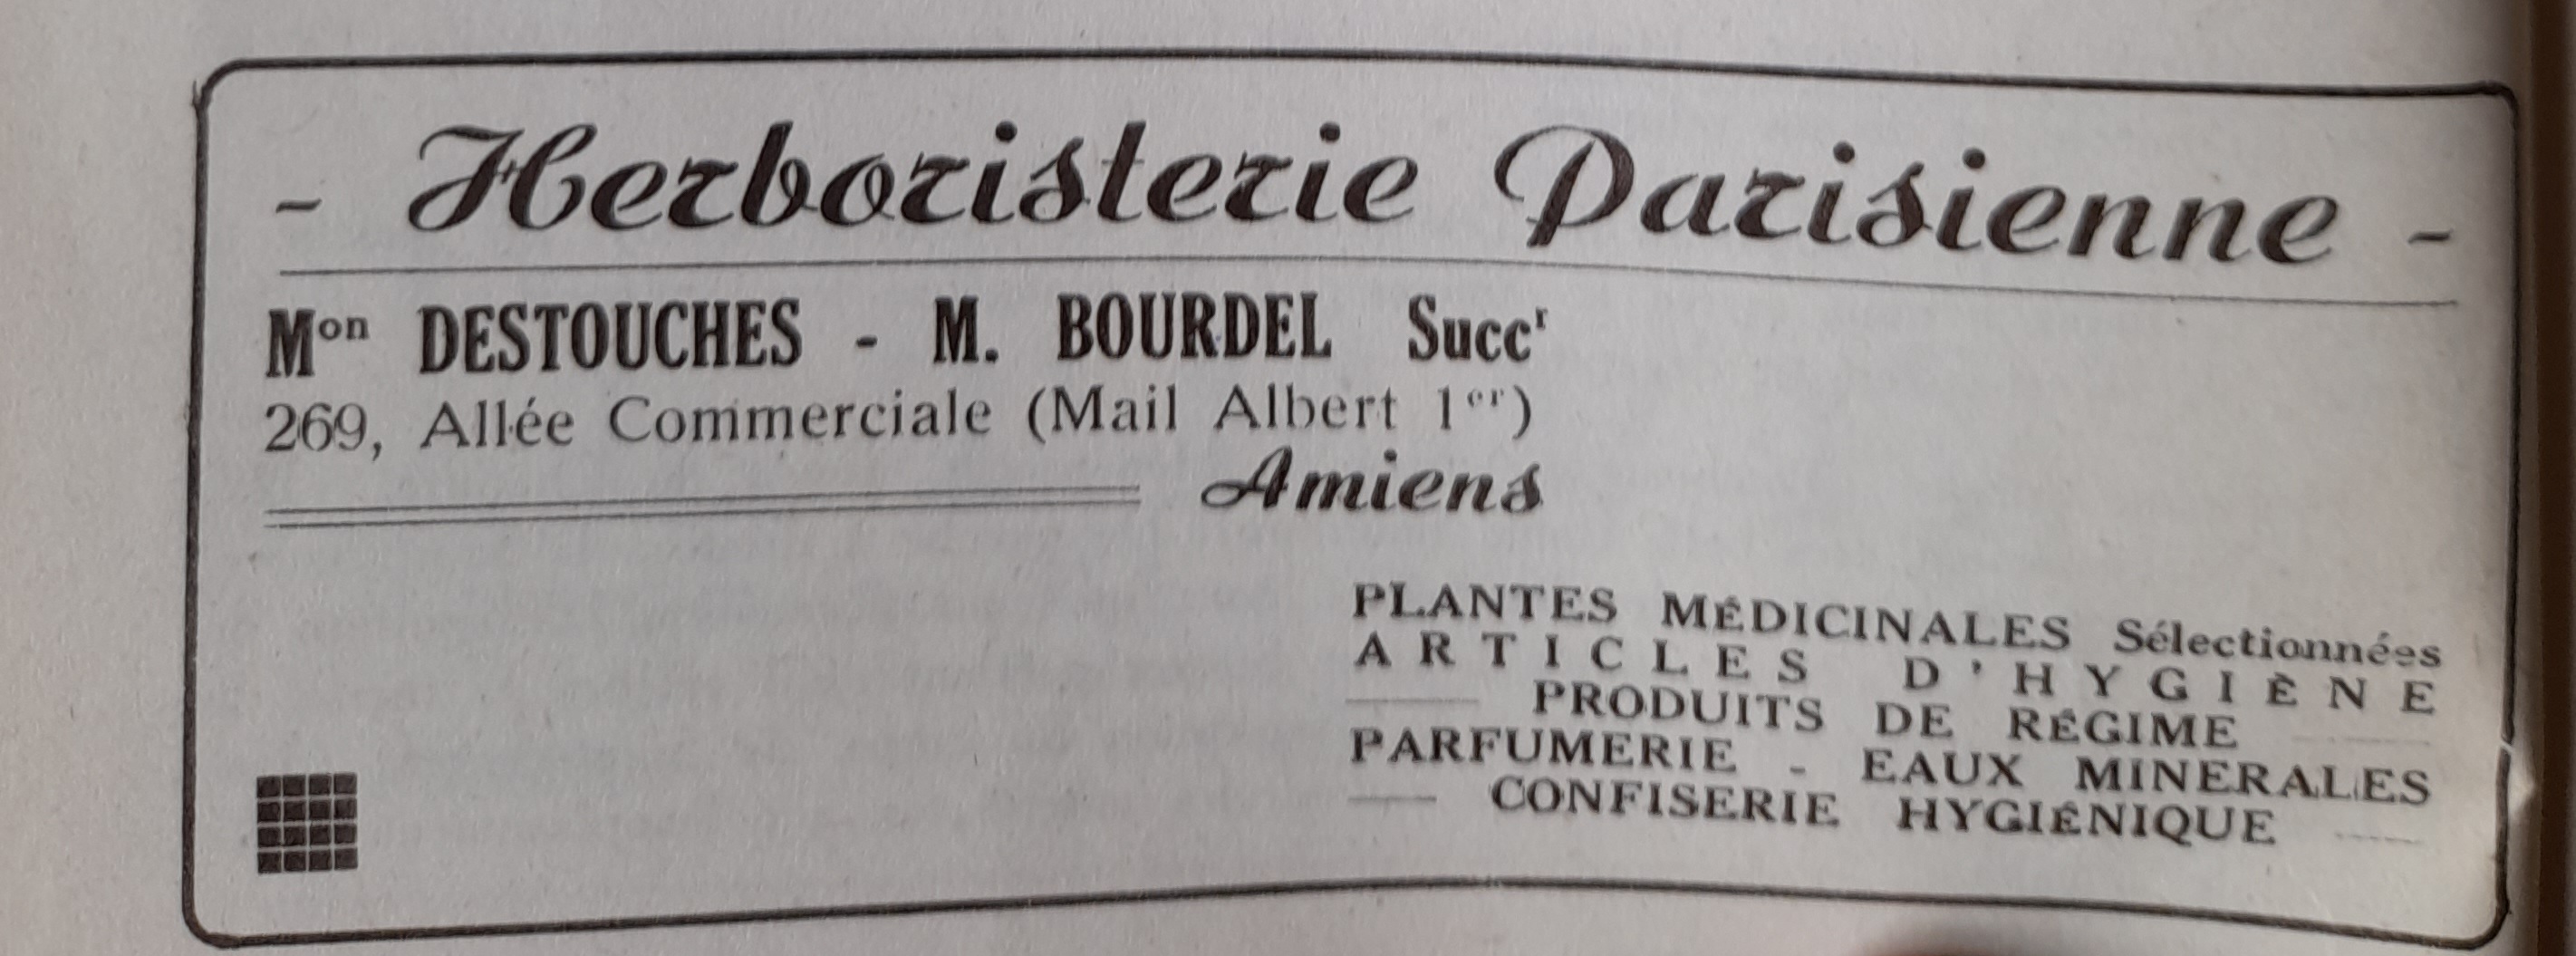 - Herboristerie Parisienne -
Mon DESTOUCHES - M. BOURDEL Succr
269, Allée Commerciale (Mail Albert 1er)
Amiens
PLANTES MÉDICINALES Sélectionnées
ARTICLES D'HYGIÈNE
PRODUITS DE RÉGIME
PARFUMERIE - EAUX MINERALES
CONFISERIE HYGIÉNIQUE